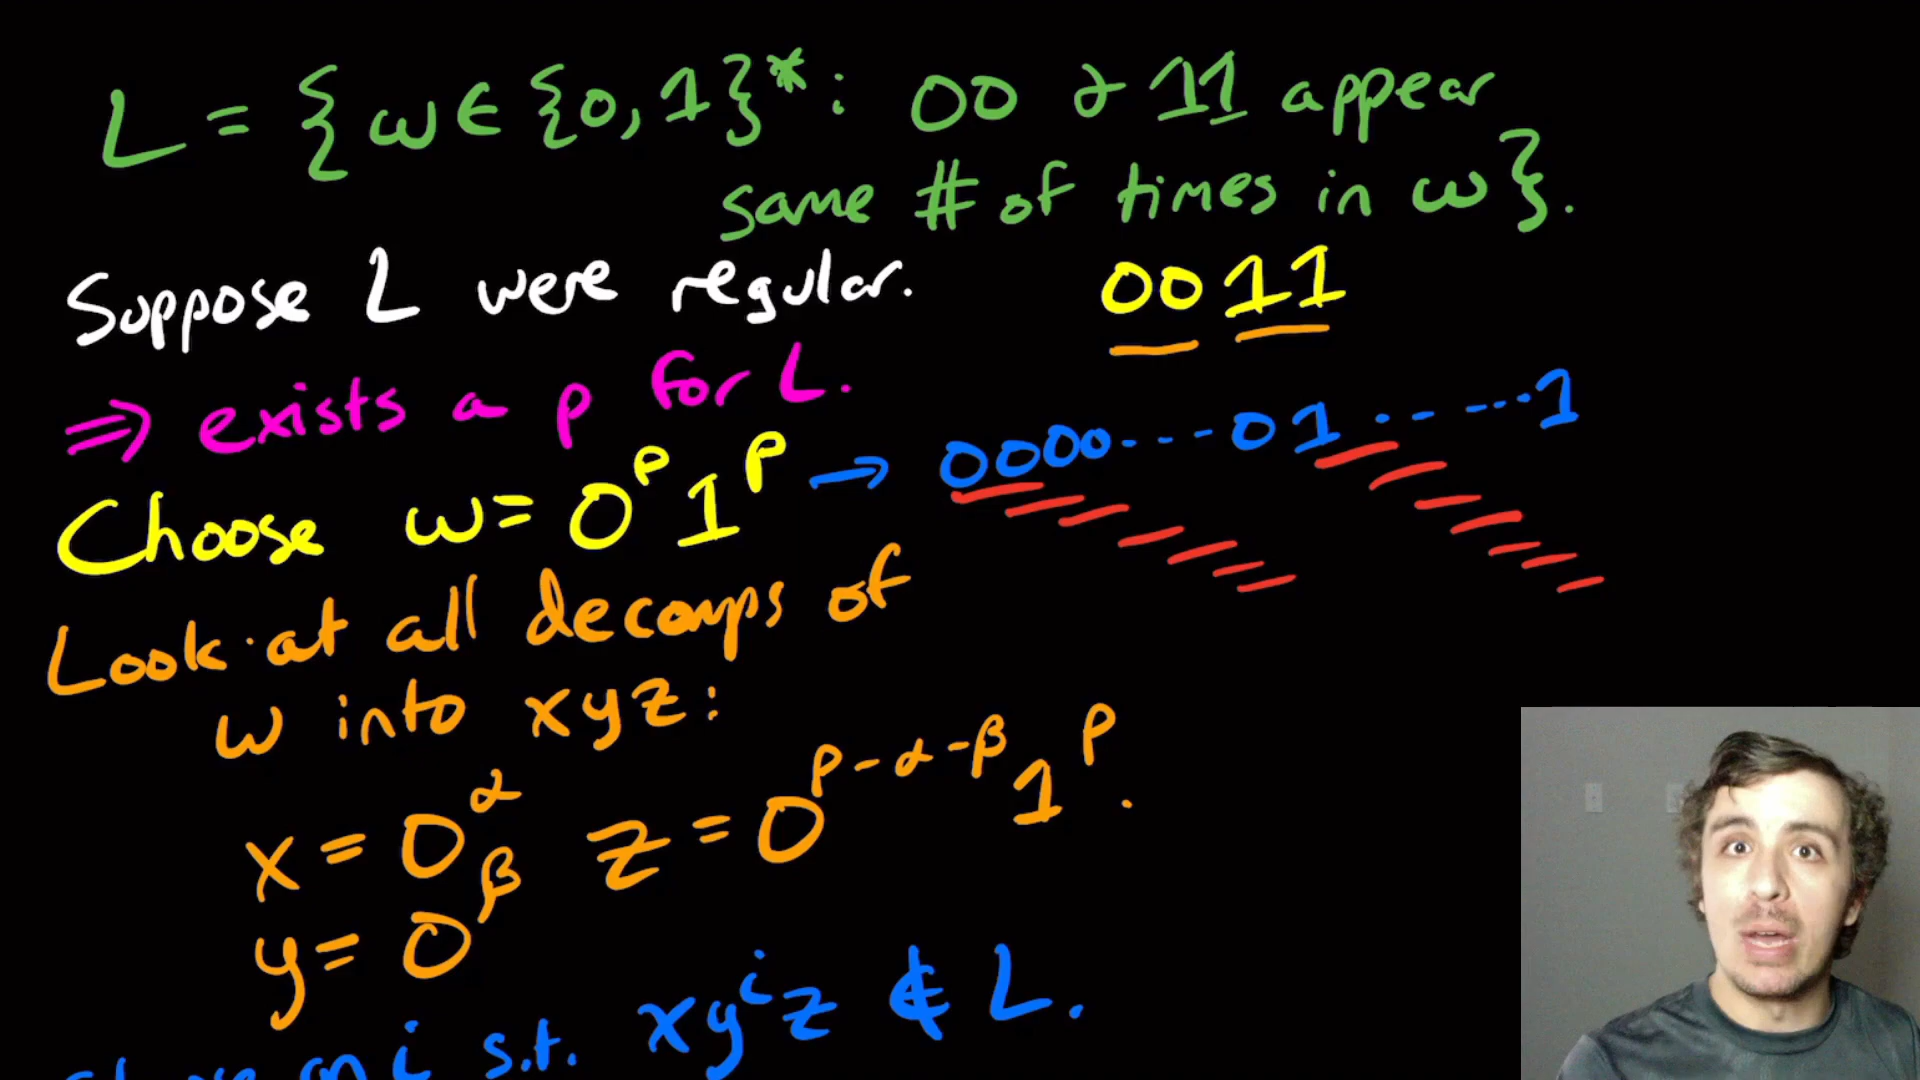 L = {w ∈ {0,1}*: 00 & 11 appear
same # of times in w}.
Suppose L were regular.
0011
⇒ exists a p for L.
Choose w = 0^p 1^p → 0000---01.-- --..1
Look at all decomps of
w into xyz:
x = 0^α z = 0^{p-α-β} 1^p.
y = 0^β
an i s.t. xy^i z ∉ L.